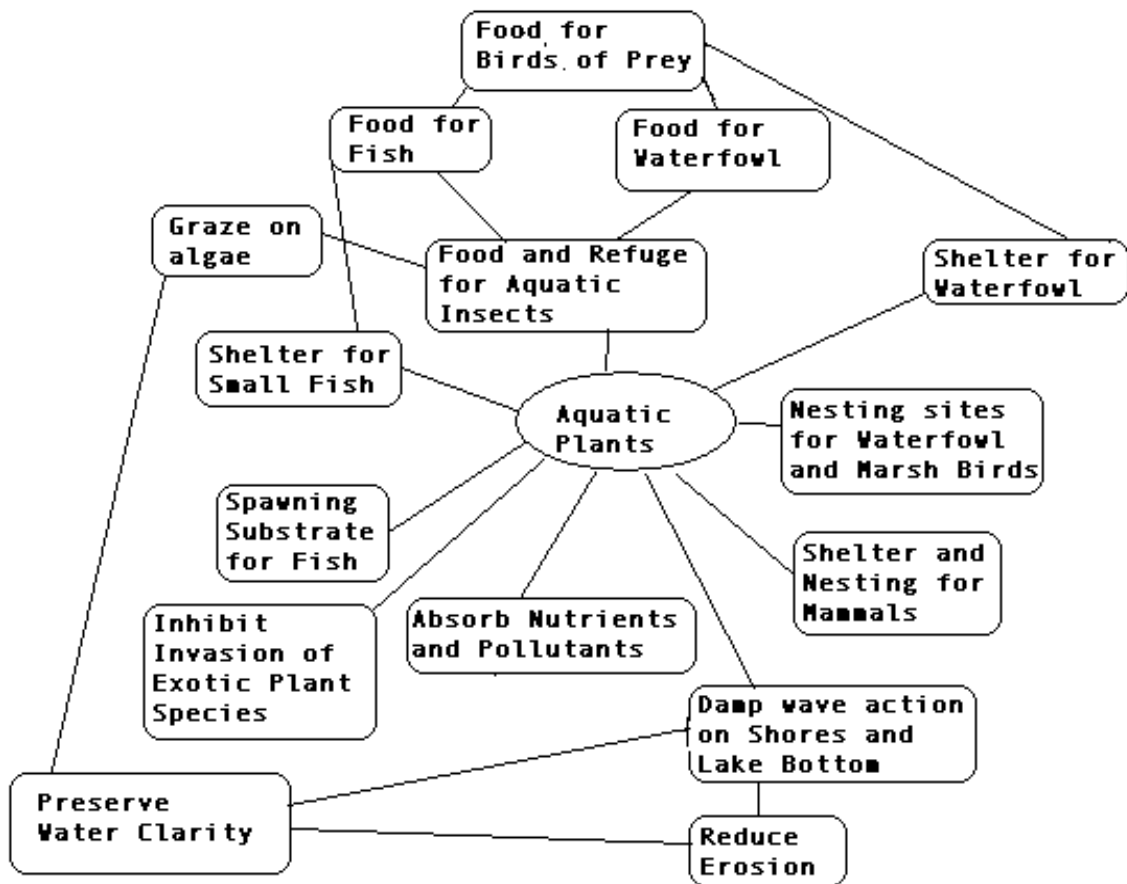 Food for
Birds of Prey
Food for
Fish
Food for
Waterfowl
Graze on
algae
Food and Refuge
for Aquatic
Insects
Shelter for
Waterfowl
Shelter for
Small Fish
Aquatic
Plants
Nesting sites
for Waterfowl
and Marsh Birds
Spawning
Substrate
for Fish
Shelter and
Nesting for
Mammals
Inhibit
Invasion of
Exotic Plant
Species
Absorb Nutrients
and Pollutants
Damp wave action
on Shores and
Lake Bottom
Preserve
Water Clarity
Reduce
Erosion